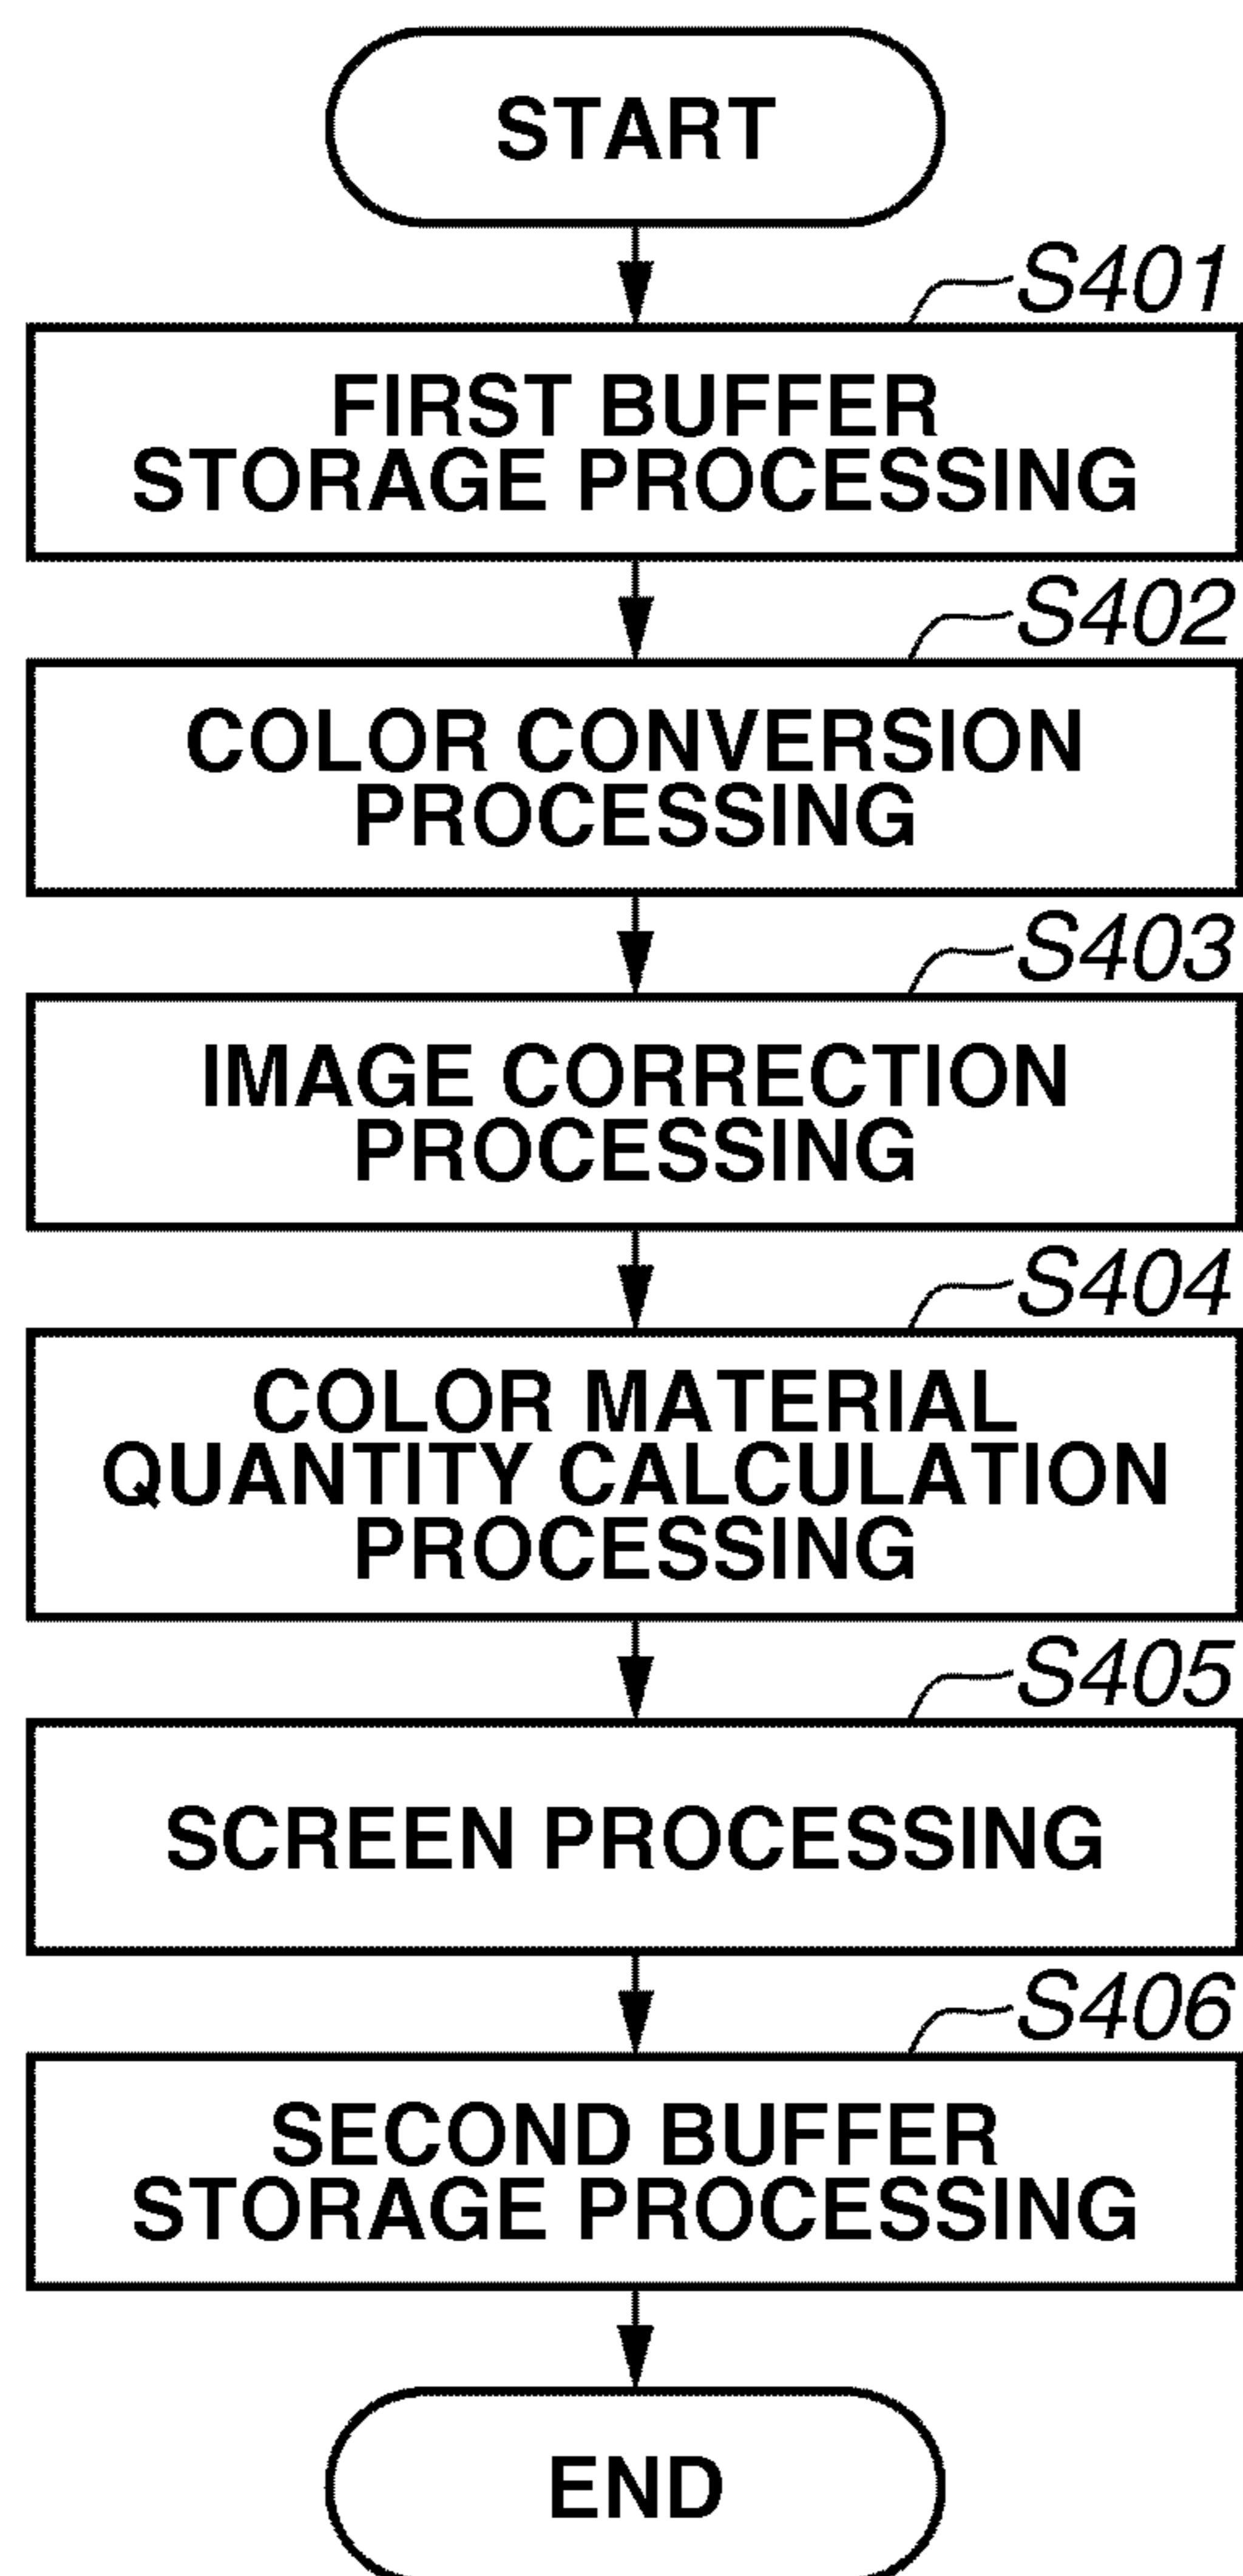 START
S401
FIRST BUFFER
STORAGE PROCESSING
S402
COLOR CONVERSION
PROCESSING
S403
IMAGE CORRECTION
PROCESSING
S404
COLOR MATERIAL
QUANTITY CALCULATION
PROCESSING
S405
SCREEN PROCESSING
S406
SECOND BUFFER
STORAGE PROCESSING
END